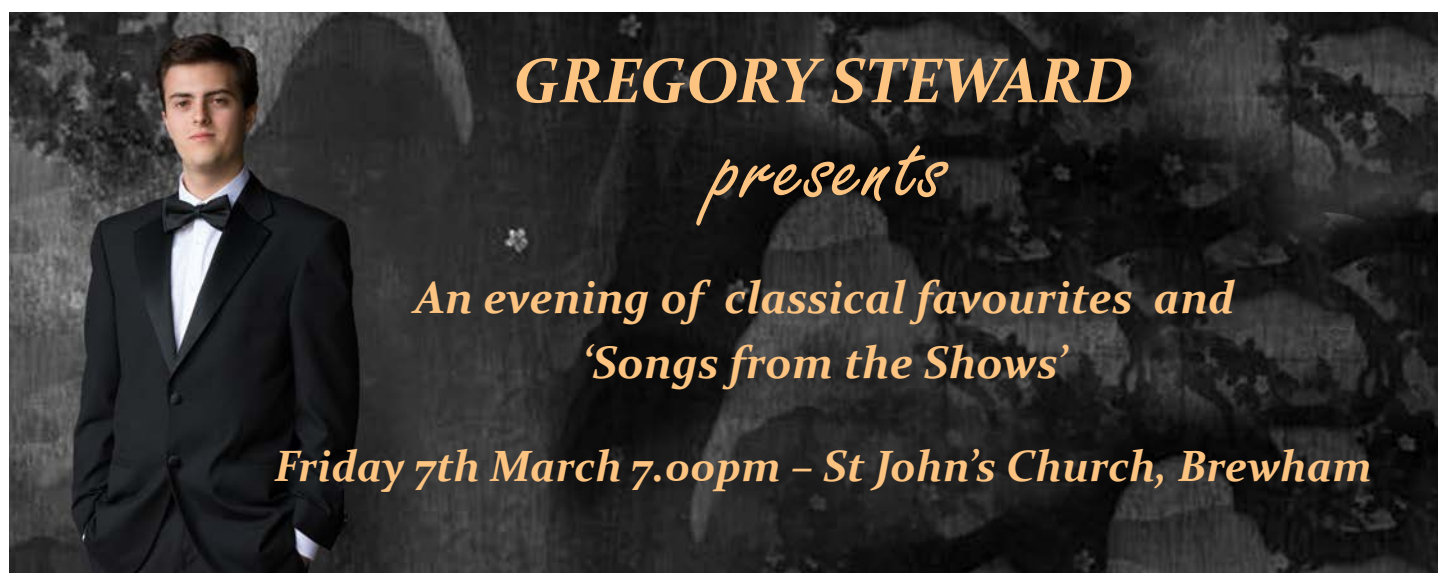 GREGORY STEWARD
presents
An evening of classical favourites and
‘Songs from the Shows’
Friday 7th March 7.00pm – St John’s Church, Brewham